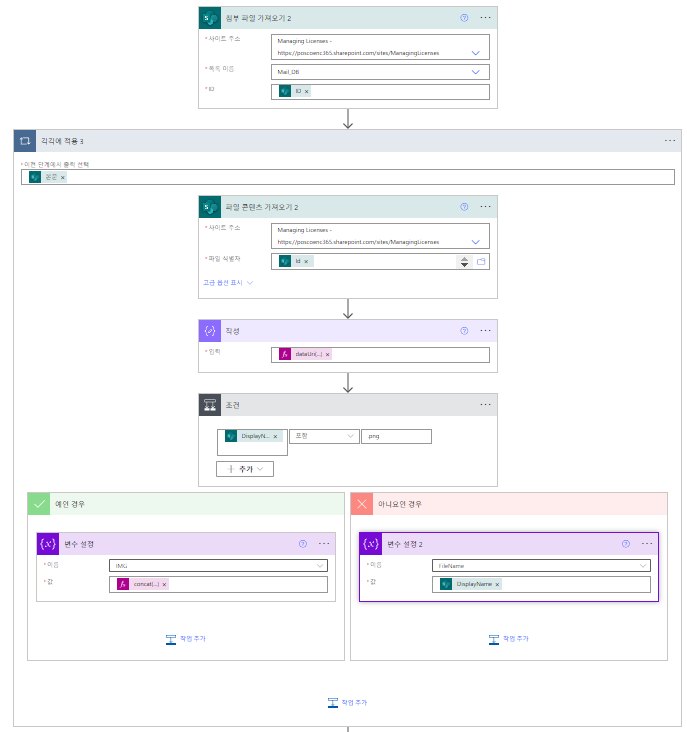 첨부 파일 가져오기 2
* 사이트 주소
Managing Licenses -
https://poscoenc365.sharepoint.com/sites/ManagingLicenses
* 목록 이름
Mail_DB
* ID
ID ×
각각에 적용 3
* 이전 단계에서 출력 선택
본문 ×
파일 콘텐츠 가져오기 2
* 사이트 주소
Managing Licenses -
https://poscoenc365.sharepoint.com/sites/ManagingLicenses
* 파일 식별자
Id ×
고급 옵션 표시
작성
* 입력
dataUri(...) ×
조건
DisplayN... ×
포함
.png
추가
예인 경우
변수 설정
* 이름
IMG
* 값
concat(...) ×
작업 추가
아니요인 경우
변수 설정 2
* 이름
FileName
* 값
DisplayName ×
작업 추가
작업 추가